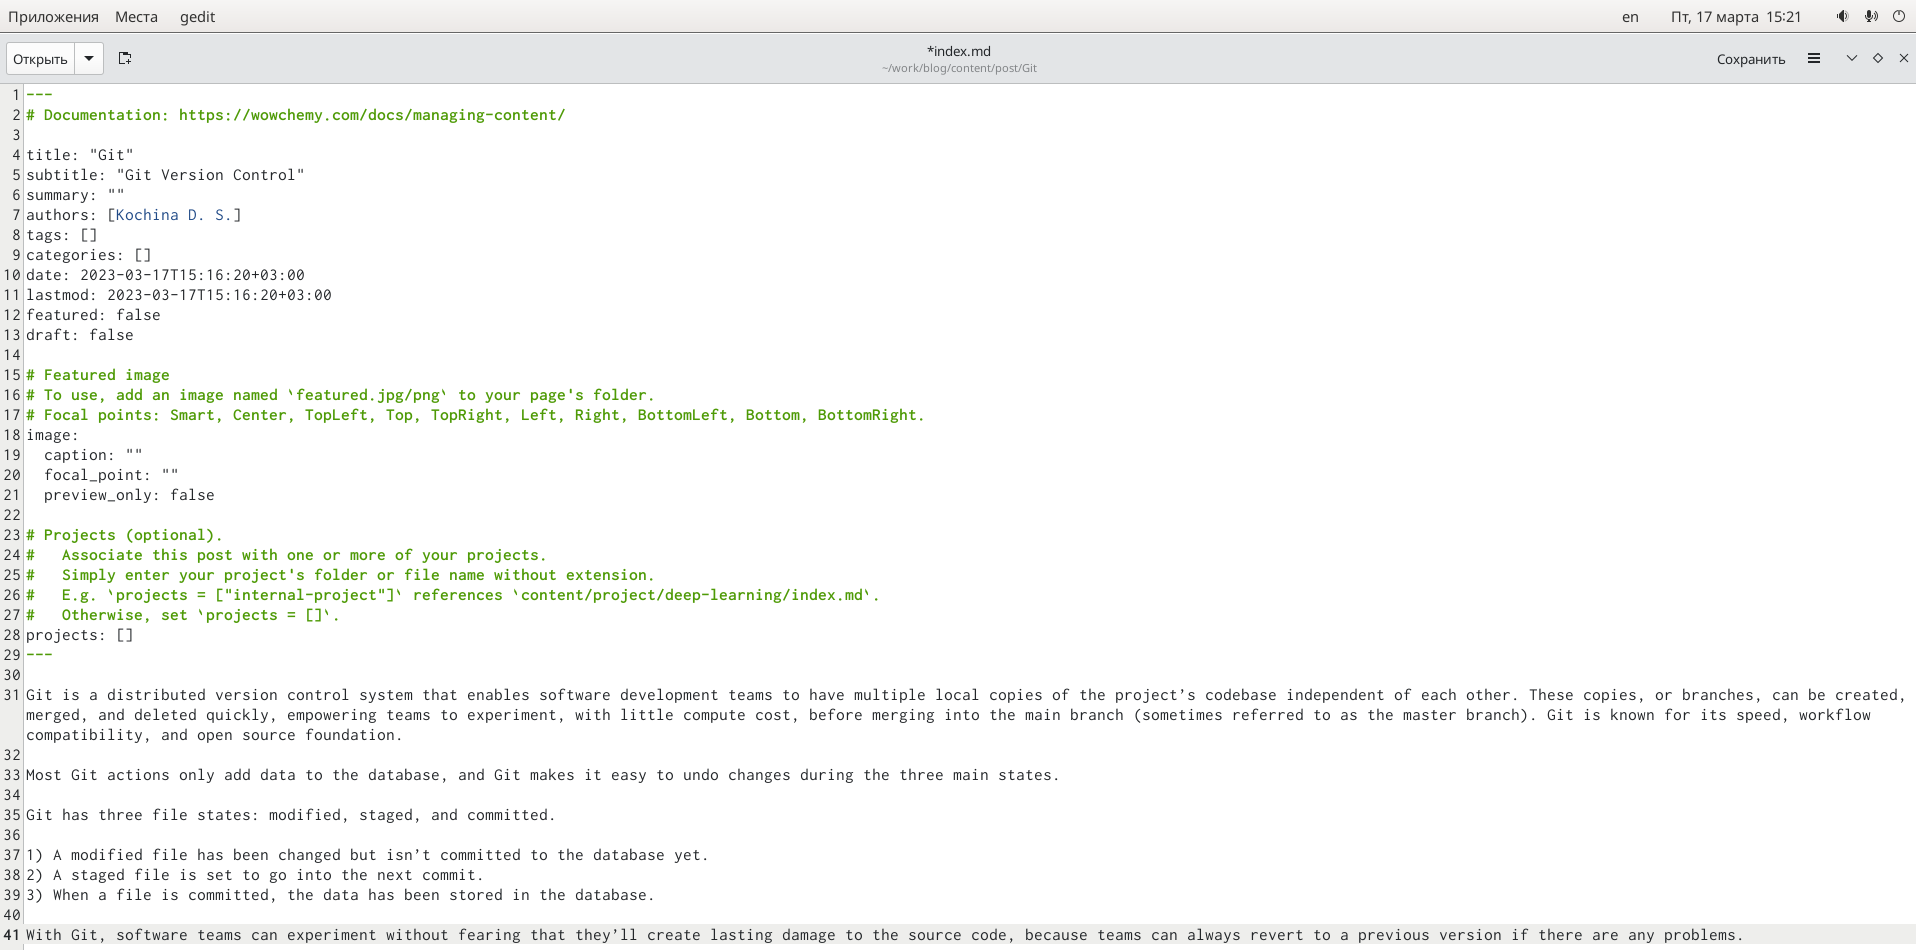 Приложения Места gedit en Пт, 17 марта 15:21
Открыть *index.md Сохранить
~/work/blog/content/post/Git
1 ---
2 # Documentation: https://wowchemy.com/docs/managing-content/
3
4 title: "Git"
5 subtitle: "Git Version Control"
6 summary: ""
7 authors: [Kochina D. S.]
8 tags: []
9 categories: []
10 date: 2023-03-17T15:16:20+03:00
11 lastmod: 2023-03-17T15:16:20+03:00
12 featured: false
13 draft: false
14
15 # Featured image
16 # To use, add an image named `featured.jpg/png` to your page's folder.
17 # Focal points: Smart, Center, TopLeft, Top, TopRight, Left, Right, BottomLeft, Bottom, BottomRight.
18 image:
19   caption: ""
20   focal_point: ""
21   preview_only: false
22
23 # Projects (optional).
24 #   Associate this post with one or more of your projects.
25 #   Simply enter your project's folder or file name without extension.
26 #   E.g. `projects = ["internal-project"]` references `content/project/deep-learning/index.md`.
27 #   Otherwise, set `projects = []`.
28 projects: []
29 ---
30
31 Git is a distributed version control system that enables software development teams to have multiple local copies of the project’s codebase independent of each other. These copies, or branches, can be created,
merged, and deleted quickly, empowering teams to experiment, with little compute cost, before merging into the main branch (sometimes referred to as the master branch). Git is known for its speed, workflow
compatibility, and open source foundation.
32
33 Most Git actions only add data to the database, and Git makes it easy to undo changes during the three main states.
34
35 Git has three file states: modified, staged, and committed.
36
37 1) A modified file has been changed but isn’t committed to the database yet.
38 2) A staged file is set to go into the next commit.
39 3) When a file is committed, the data has been stored in the database.
40
41 With Git, software teams can experiment without fearing that they’ll create lasting damage to the source code, because teams can always revert to a previous version if there are any problems.